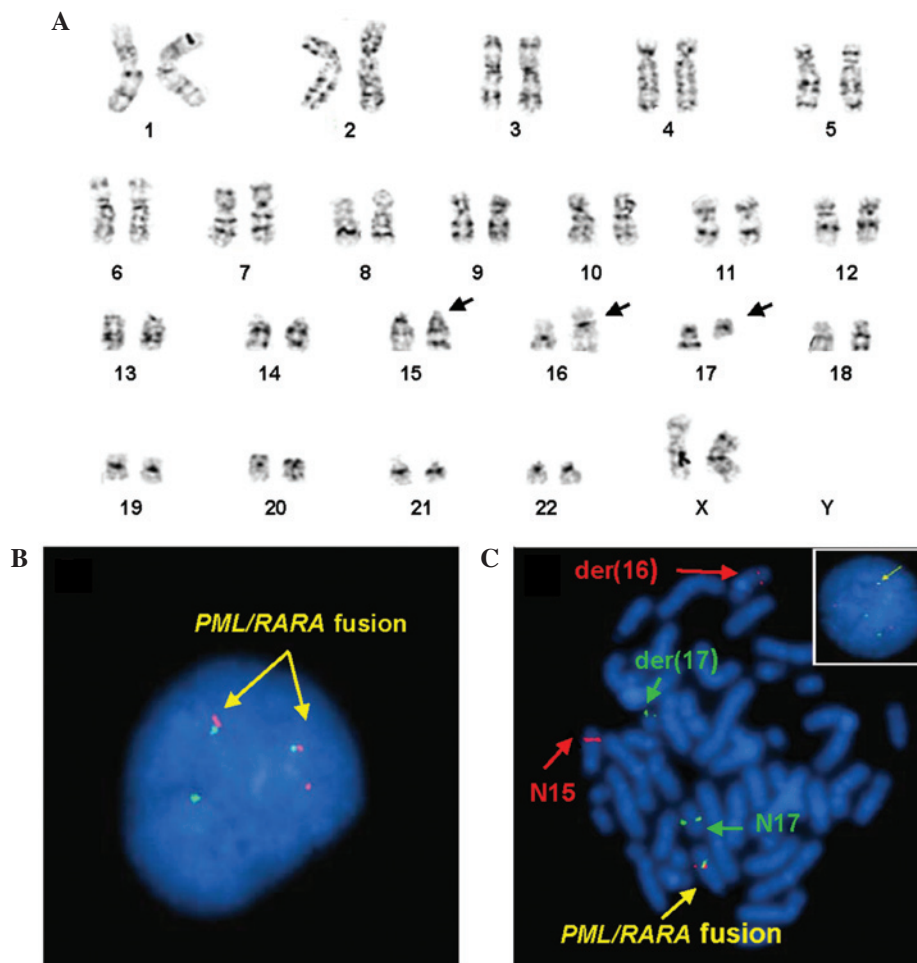 A
1 2 3 4 5
6 7 8 9 10 11 12
13 14 15 16 17 18
19 20 21 22 X Y
B
PML/RARA fusion
C
der(16)
der(17)
N15
N17
PML/RARA fusion